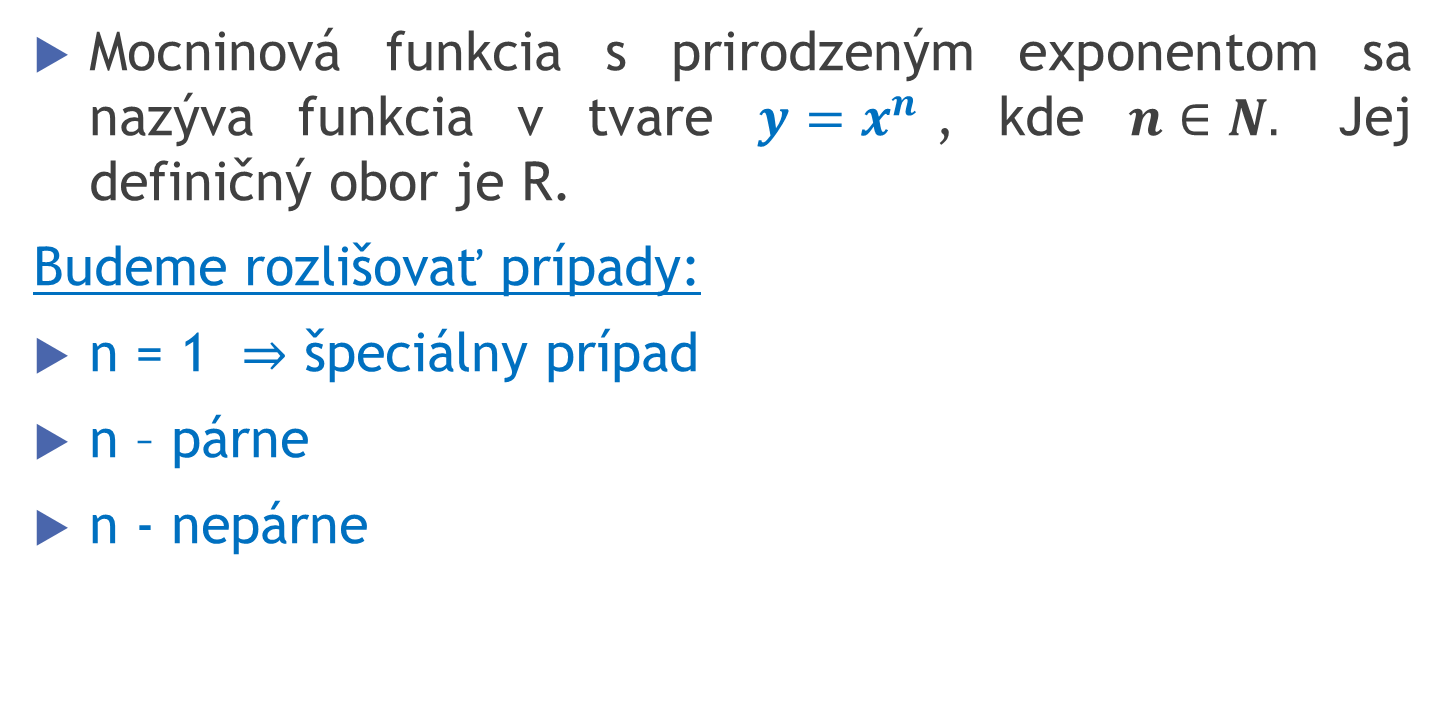 Mocninová funkcia s prirodzeným exponentom sa
nazýva funkcia v tvare y = xⁿ , kde n ∈ N. Jej
definičný obor je R.
Budeme rozlišovať prípady:
n = 1 ⇒ špeciálny prípad
n – párne
n - nepárne